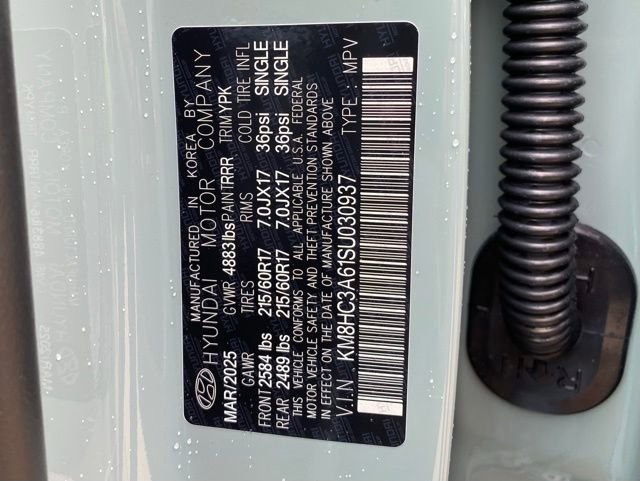 MANUFACTURED IN KOREA BY
HYUNDAI MOTOR COMPANY
MAR/2025 GVWR 4883lbs PAINT RRR TRIM YPK
GAWR TIRES RIMS COLD TIRE INFL
FRONT 2584 lbs 215/60R17 7.0JX17 36psi SINGLE
REAR 2489 lbs 215/60R17 7.0JX17 36psi SINGLE
THIS VEHICLE CONFORMS TO ALL APPLICABLE U.S.A. FEDERAL
MOTOR VEHICLE SAFETY AND THEFT PREVENTION STANDARDS
IN EFFECT ON THE DATE OF MANUFACTURE SHOWN ABOVE
V.I.N KM8HC3A61SU030937 TYPE : MPV